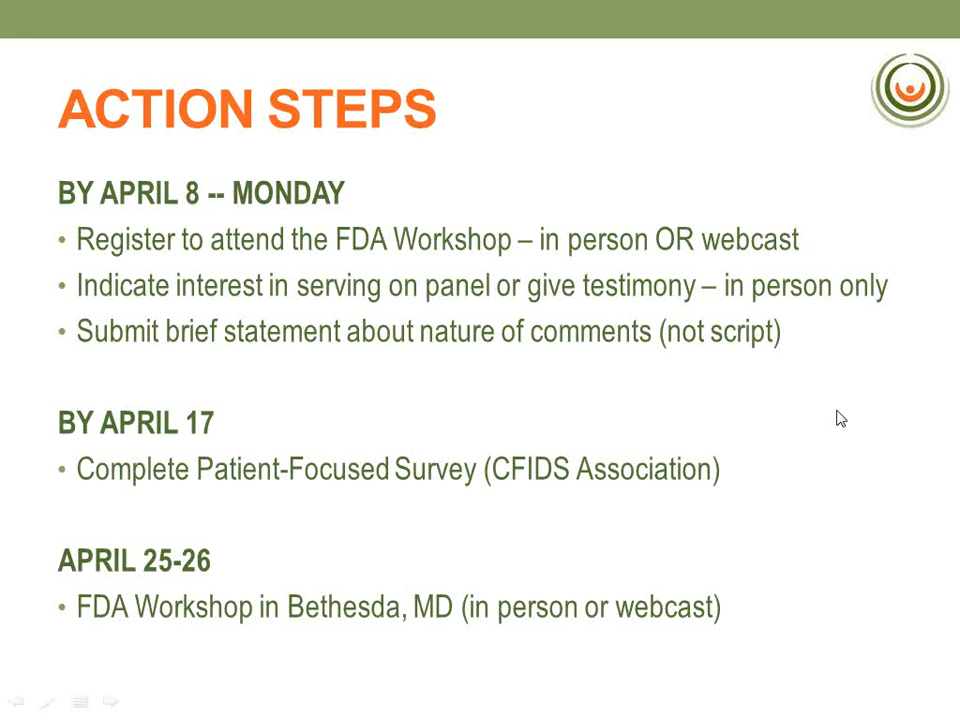 ACTION STEPS
BY APRIL 8 -- MONDAY
• Register to attend the FDA Workshop – in person OR webcast
• Indicate interest in serving on panel or give testimony – in person only
• Submit brief statement about nature of comments (not script)
BY APRIL 17
• Complete Patient-Focused Survey (CFIDS Association)
APRIL 25-26
• FDA Workshop in Bethesda, MD (in person or webcast)